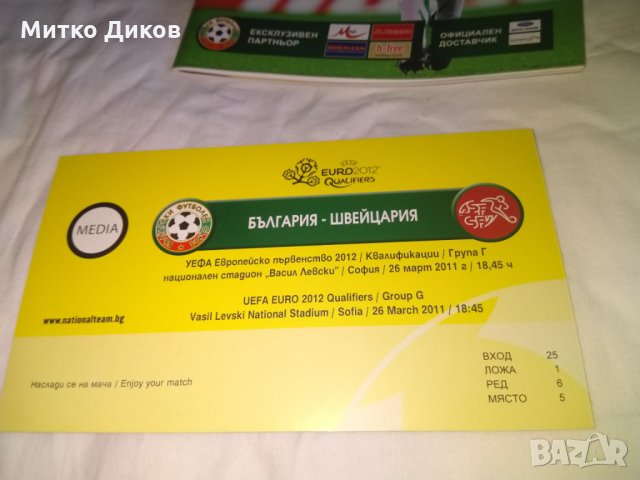 Митко Диков
ЕКСКЛУЗИВЕН ПАРТНЬОР
ОФИЦИАЛЕН ДОСТАВЧИК
b-free
UEFA
EURO2012
QUALIFIERS
MEDIA
БЪЛГАРИЯ - ШВЕЙЦАРИЯ
УЕФА Европейско първенство 2012 / Квалификации / Група Г
национален стадион „Васил Левски" / София / 26 март 2011 г / 18,45 ч
UEFA EURO 2012 Qualifiers / Group G
Vasil Levski National Stadium / Sofia / 26 March 2011 / 18:45
www.nationalteam.bg
Наслади се на мача / Enjoy your match
ВХОД 25
ЛОЖА 1
РЕД 6
МЯСТО 5
BAZAR